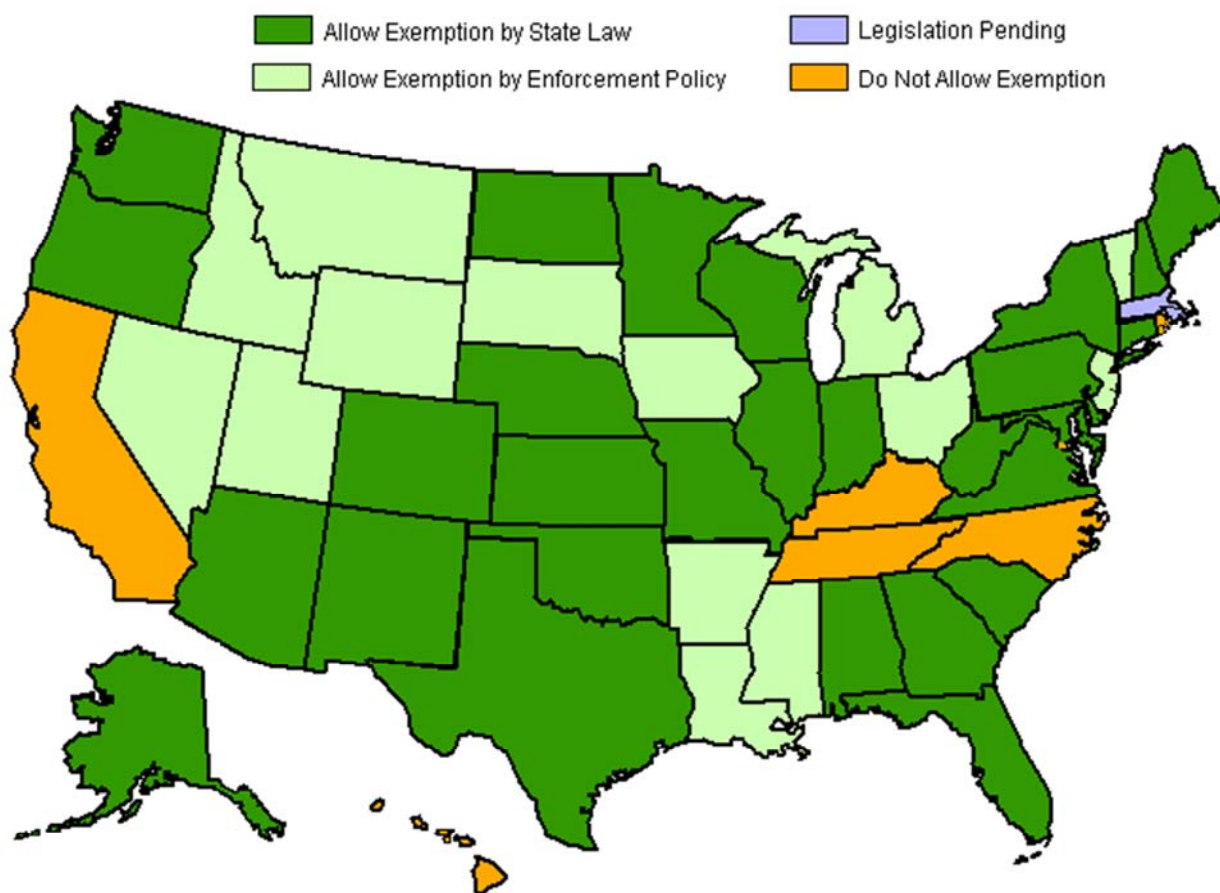 Allow Exemption by State Law
Legislation Pending
Allow Exemption by Enforcement Policy
Do Not Allow Exemption